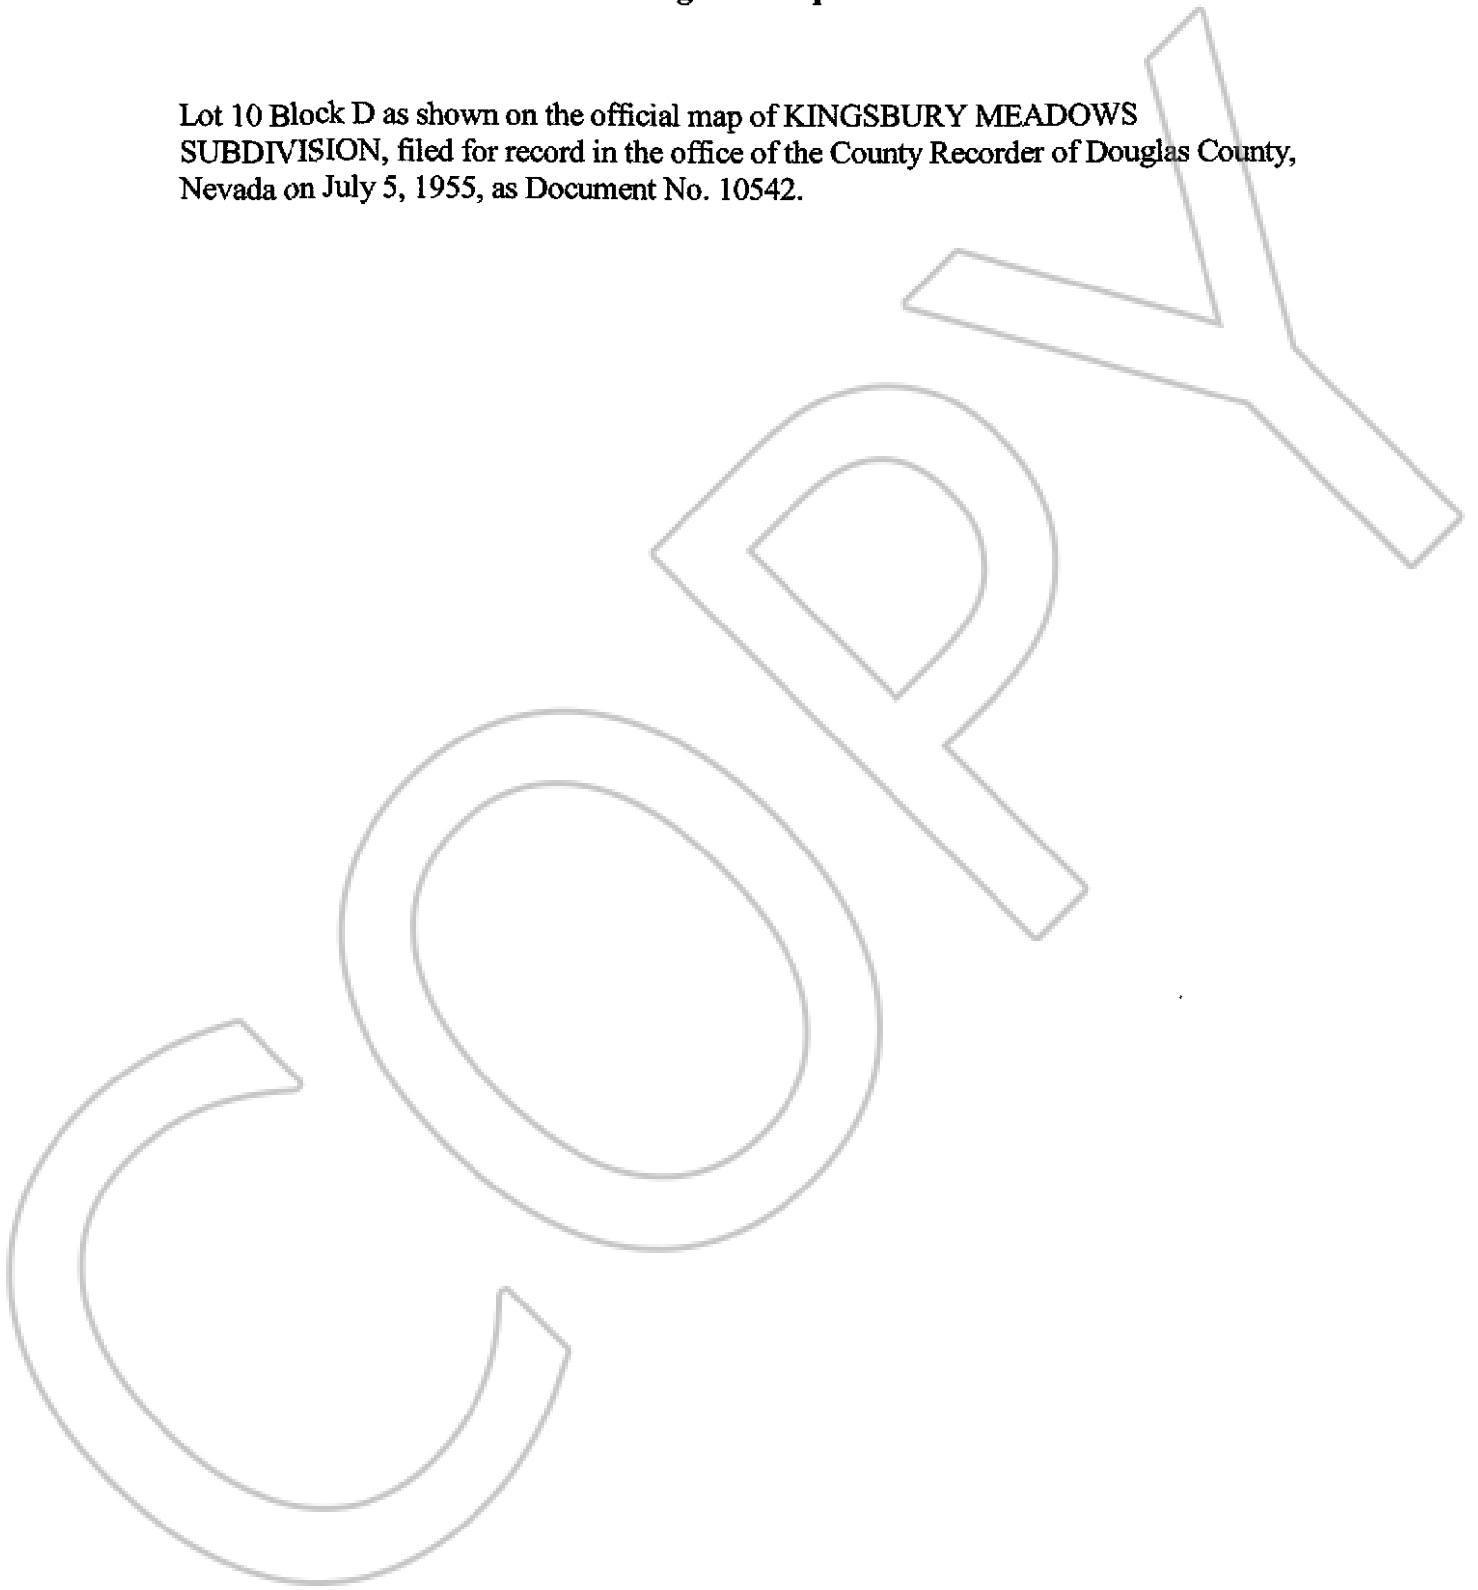 Lot 10 Block D as shown on the official map of KINGSBURY MEADOWS
SUBDIVISION, filed for record in the office of the County Recorder of Douglas County,
Nevada on July 5, 1955, as Document No. 10542.
COPY